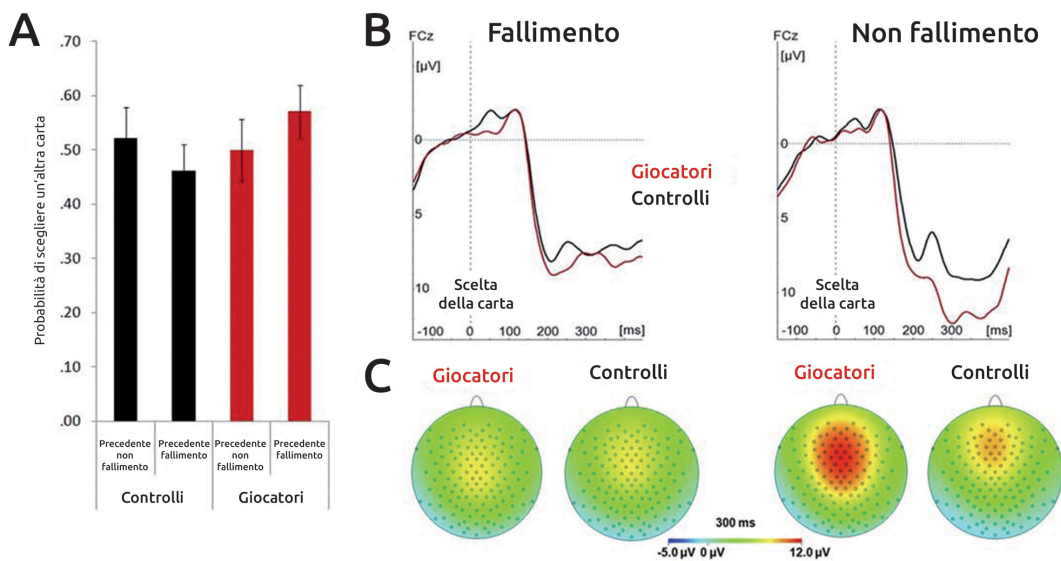 A
Probabilità di scegliere un'altra carta
.70
.60
.50
.40
.30
.20
.10
.00
Precedente
non
fallimento
Precedente
fallimento
Precedente
non
fallimento
Precedente
fallimento
Controlli
Giocatori
B
Fallimento
FCz
[µV]
0
5
10
Giocatori
Controlli
Scelta
della carta
-100
0
100
200
300
[ms]
Non fallimento
FCz
[µV]
0
5
10
Scelta
della carta
-100
0
100
200
300
[ms]
C
Giocatori
Controlli
Giocatori
Controlli
300 ms
-5.0 µV
0 µV
12.0 µV